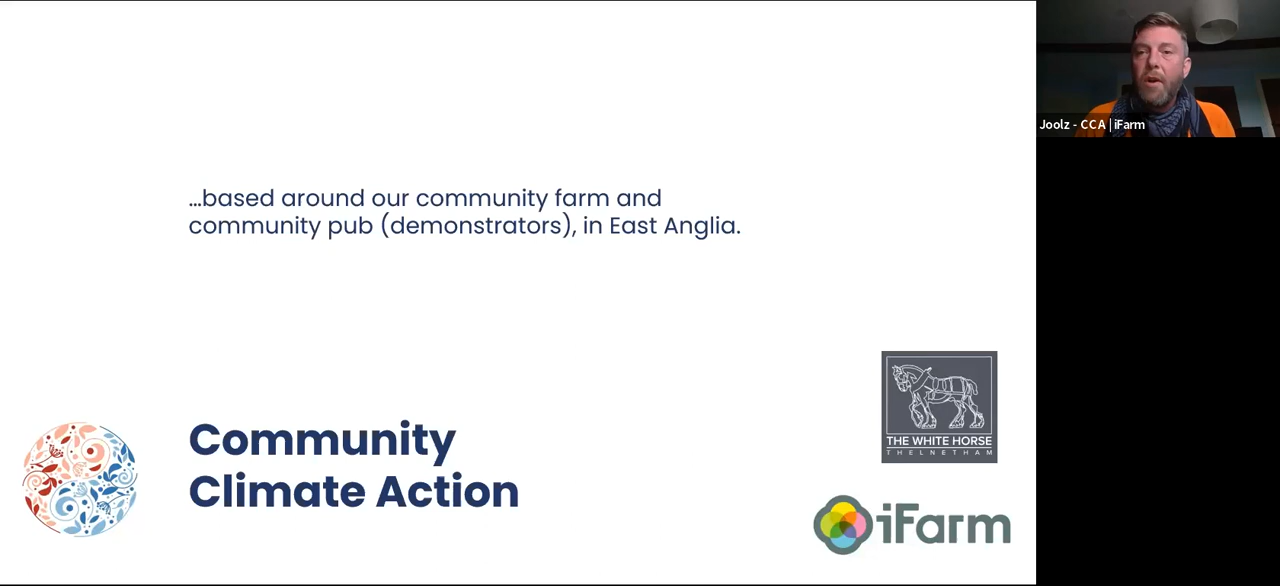 ...based around our community farm and
community pub (demonstrators), in East Anglia.
Community
Climate Action
THE WHITE HORSE
THELNETHAM
iFarm
Joolz - CCA | iFarm